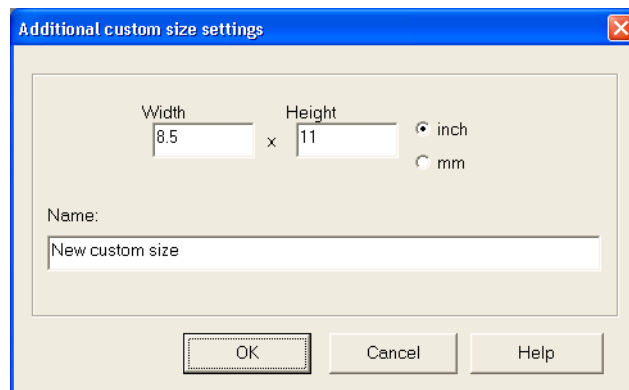 Additional custom size settings
Width Height
8.5 x 11
inch
mm
Name:
New custom size
OK Cancel Help